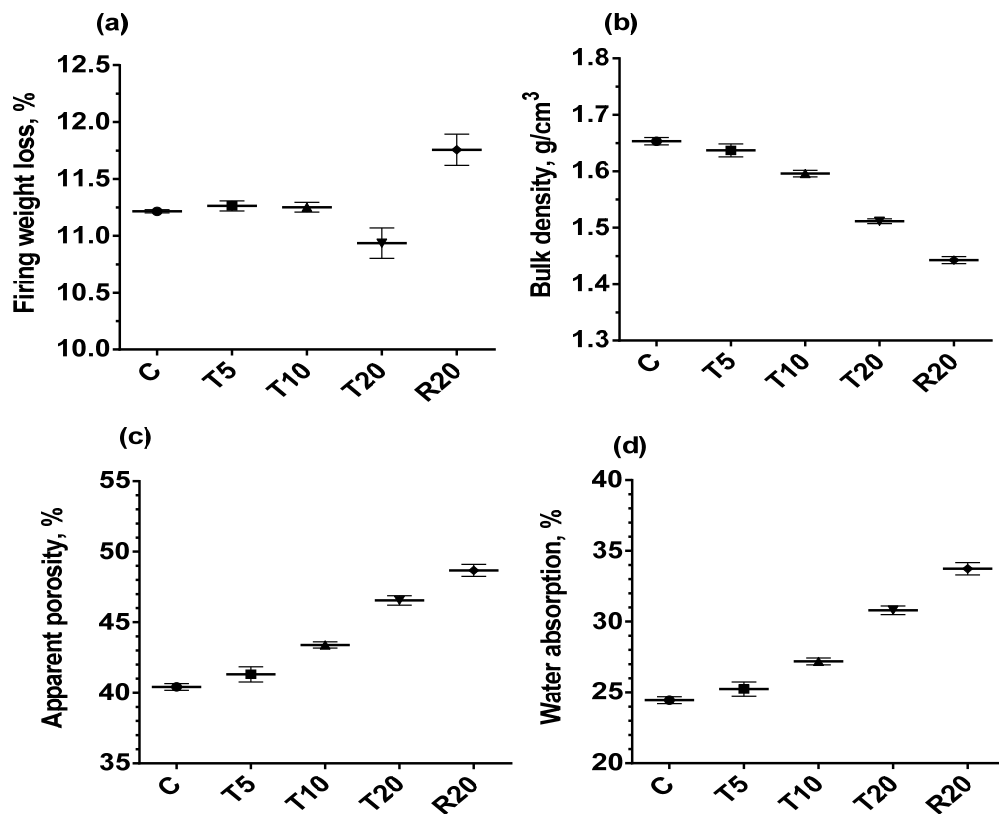 (a)
Firing weight loss, %
12.5
12.0
11.5
11.0
10.5
10.0
C
T5
T10
T20
R20
(b)
Bulk density, g/cm³
1.8
1.7
1.6
1.5
1.4
1.3
C
T5
T10
T20
R20
(c)
Apparent porosity, %
55
50
45
40
35
C
T5
T10
T20
R20
(d)
Water absorption, %
40
35
30
25
20
C
T5
T10
T20
R20